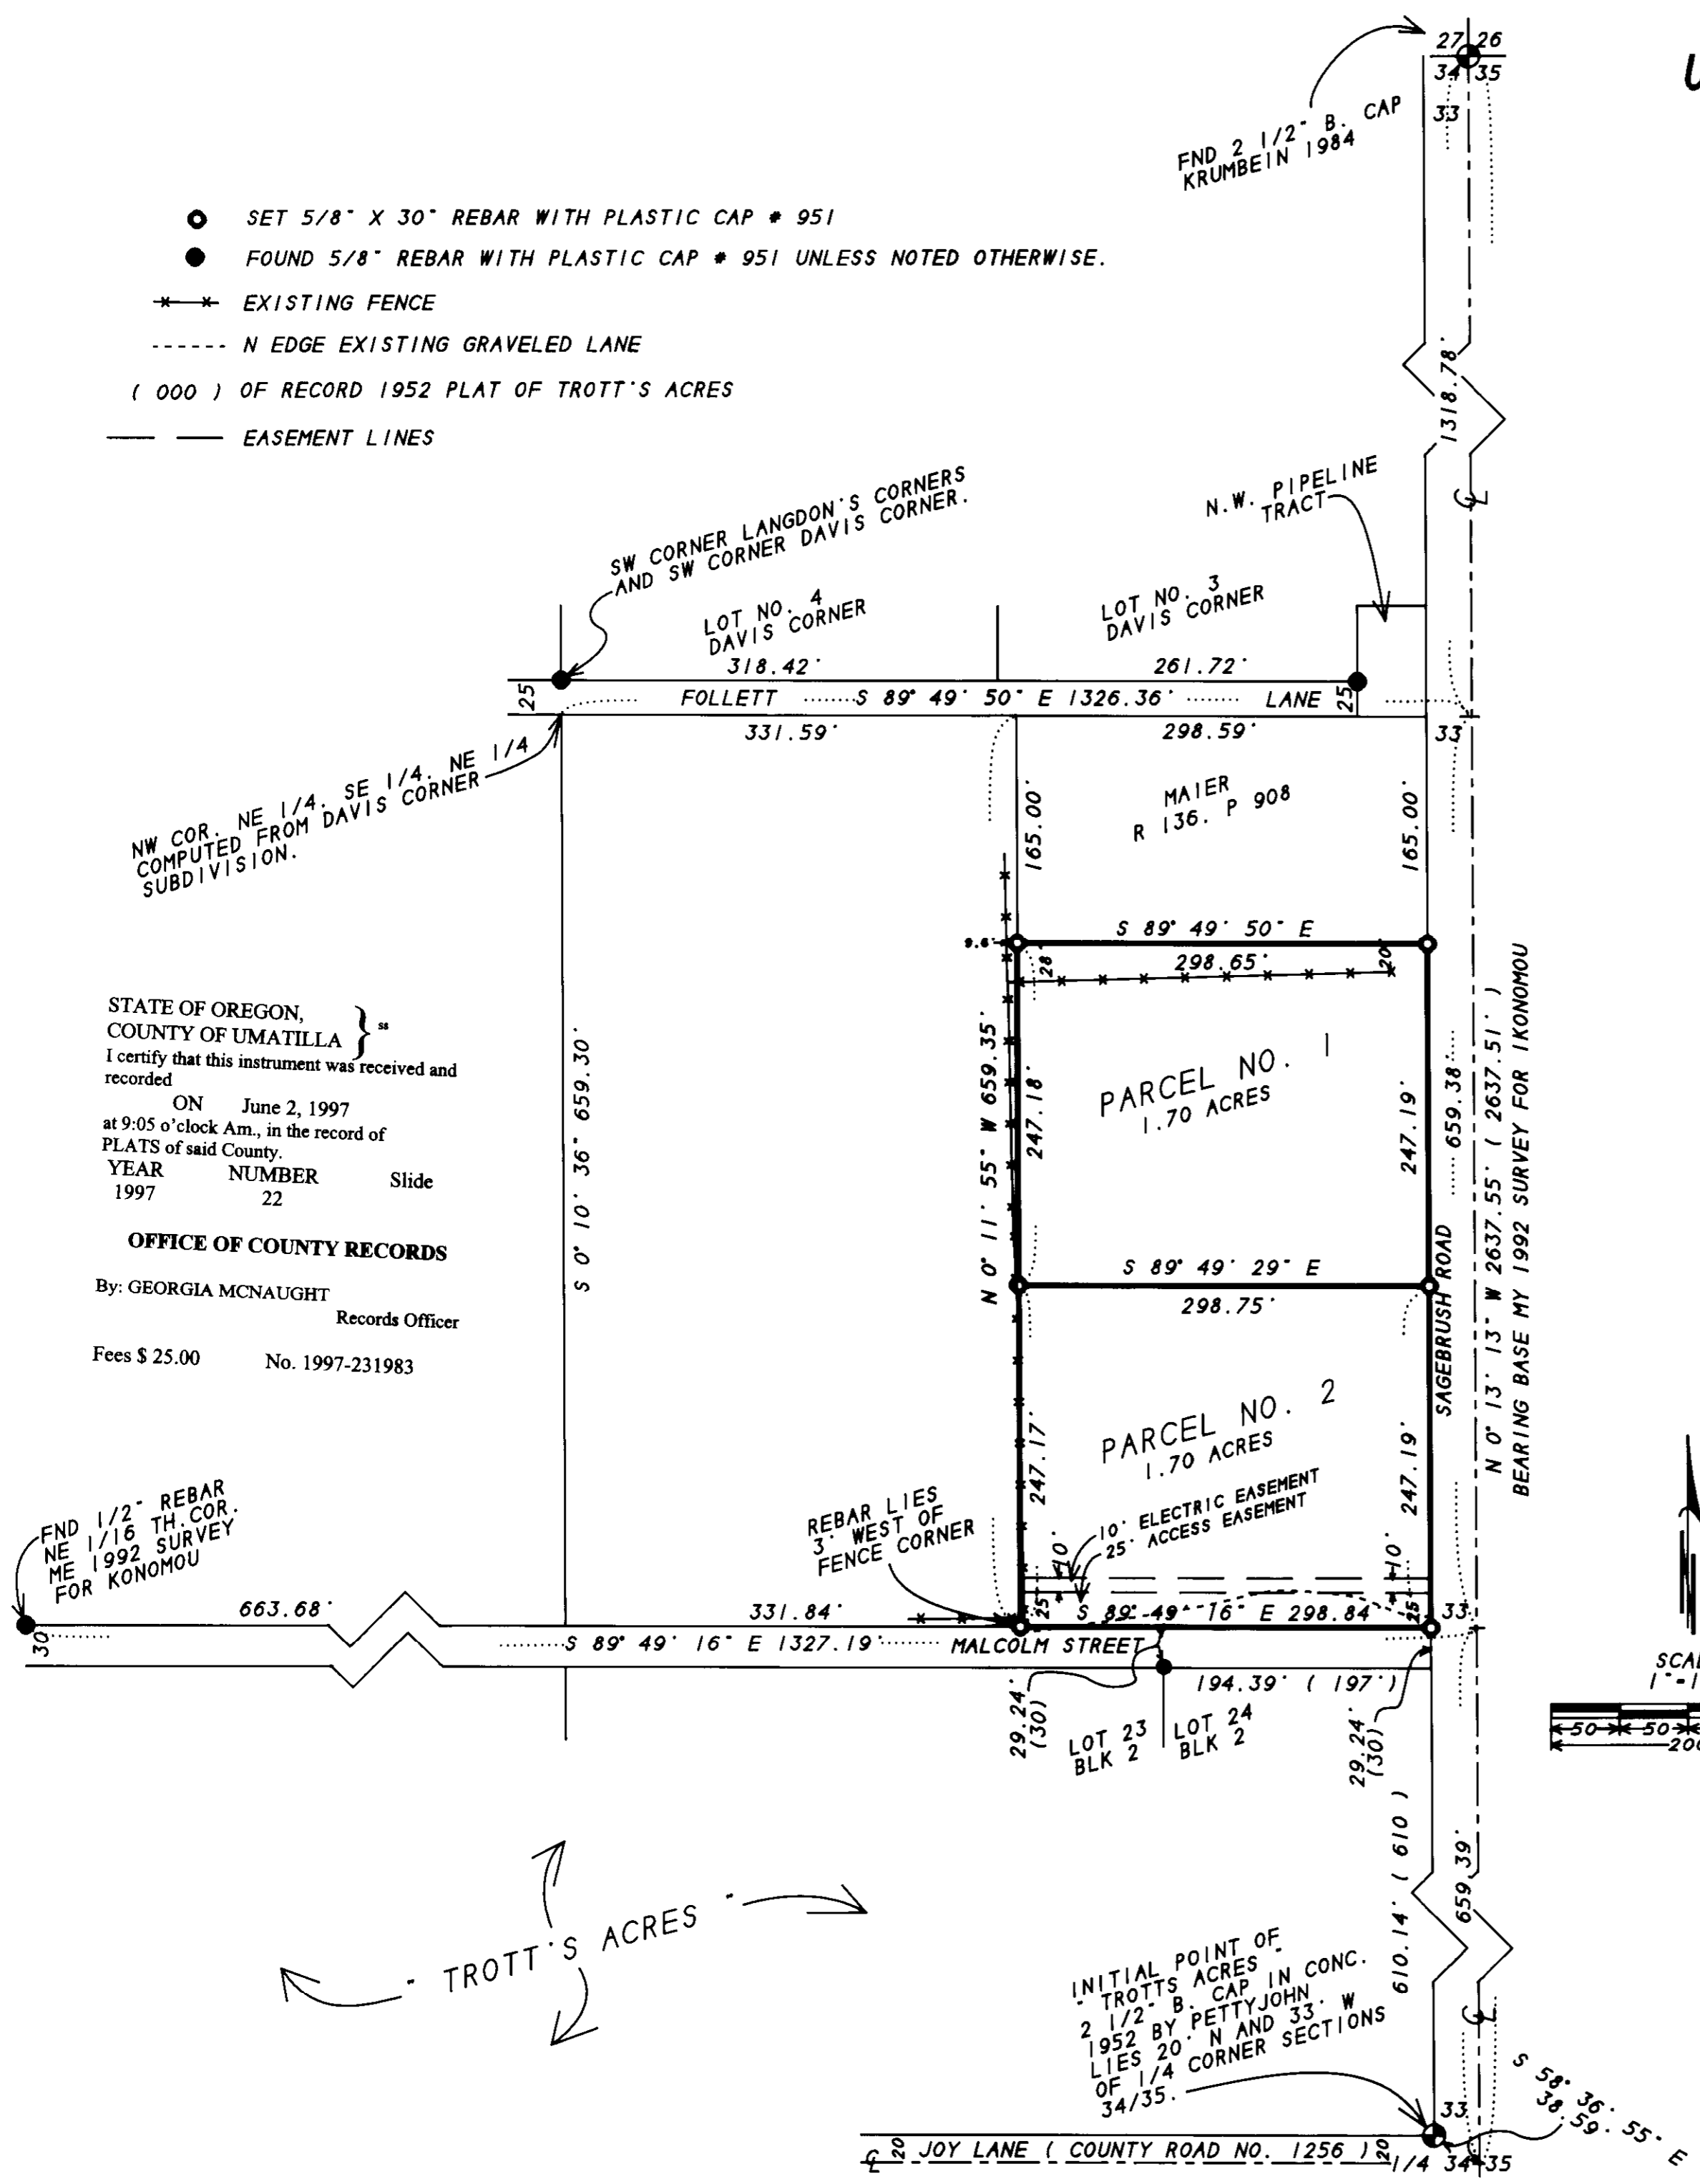 27 26
34 35
33
FND 2 1/2" B. CAP
KRUMBEIN 1984
SET 5/8" X 30" REBAR WITH PLASTIC CAP # 951
FOUND 5/8" REBAR WITH PLASTIC CAP # 951 UNLESS NOTED OTHERWISE.
EXISTING FENCE
N EDGE EXISTING GRAVELED LANE
( 000 ) OF RECORD 1952 PLAT OF TROTT'S ACRES
EASEMENT LINES
1318.78'
CL
SW CORNER LANGDON'S CORNERS
AND SW CORNER DAVIS CORNER.
N.W. PIPELINE
TRACT
LOT NO. 4
DAVIS CORNER
LOT NO. 3
DAVIS CORNER
318.42'
261.72'
25
FOLLETT S 89° 49' 50" E 1326.36' LANE
25
331.59'
298.59'
33
NW COR. NE 1/4. SE 1/4. NE 1/4
COMPUTED FROM DAVIS CORNER
SUBDIVISION.
MAIER
R 136. P 908
165.00'
165.00'
S 89° 49' 50" E
298.65'
9.6'
28
20
STATE OF OREGON,
COUNTY OF UMATILLA } ss
I certify that this instrument was received and
recorded
ON June 2, 1997
at 9:05 o'clock Am., in the record of
PLATS of said County.
YEAR NUMBER Slide
1997 22
OFFICE OF COUNTY RECORDS
By: GEORGIA MCNAUGHT
Records Officer
Fees $ 25.00 No. 1997-231983
S 0° 10' 36" 659.30'
N 0° 11' 55" W 659.35'
247.18'
PARCEL NO. 1
1.70 ACRES
247.19'
659.38'
SAGEBRUSH ROAD
N 0° 13' 13" W 2637.55' ( 2637.51' )
BEARING BASE MY 1992 SURVEY FOR IKONOMOU
S 89° 49' 29" E
298.75'
247.17'
PARCEL NO. 2
1.70 ACRES
247.19'
10' ELECTRIC EASEMENT
25' ACCESS EASEMENT
10'
10'
25'
25'
REBAR LIES
3' WEST OF
FENCE CORNER
FND 1/2" REBAR
NE 1/16 TH.COR.
ME 1992 SURVEY
FOR KONOMOU
663.68'
331.84'
S 89° 49' 16" E 298.84'
33
30'
S 89° 49' 16" E 1327.19'
MALCOLM STREET
194.39' ( 197' )
29.24'
(30)
LOT 23
BLK 2
LOT 24
BLK 2
29.24'
(30)
SCAL
1"-1
50 50
200
610.14' ( 610 )
659.39'
" TROTT'S ACRES "
INITIAL POINT OF
" TROTTS ACRES "
2 1/2" B. CAP IN CONC.
1952 BY PETTYJOHN
LIES 20' N AND 33' W
OF 1/4 CORNER SECTIONS
34/35.
CL
S 58° 36' 55" E
38.59'
33
CL 20 JOY LANE ( COUNTY ROAD NO. 1256 ) 20
1/4 34 35